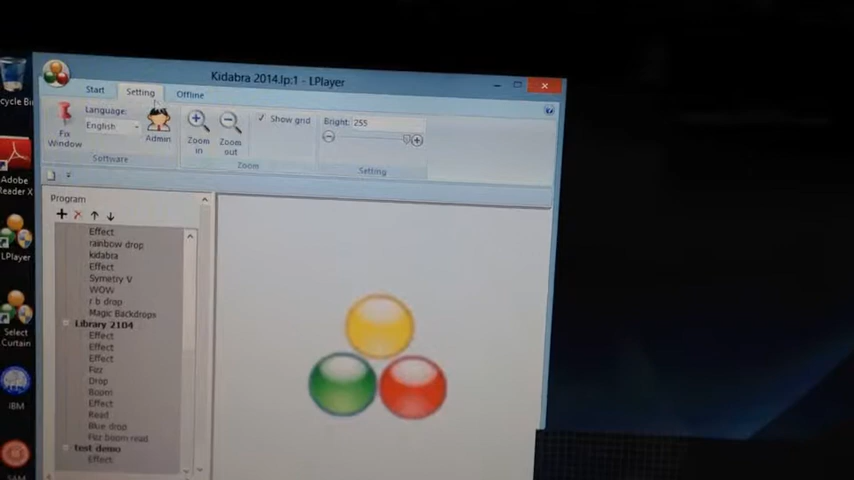 Kidabra 2014.lp:1 - LPlayer
Start Setting Offline
Language:
English
Fix Window
Admin
Software
Zoom in
Zoom out
Zoom
Show grid
Bright: 255
Setting
Program
Effect
rainbow drop
kidabra
Effect
Symetry V
WOW
r b drop
Magic Backdrops
Library 2104
Effect
Effect
Effect
Fizz
Drop
Boom
Effect
Read
Blue drop
Fizz boom read
test demo
Effect
ecycle Bi
Adobe
Reader X
LPlayer
Select
Curtain
IBM
SAM